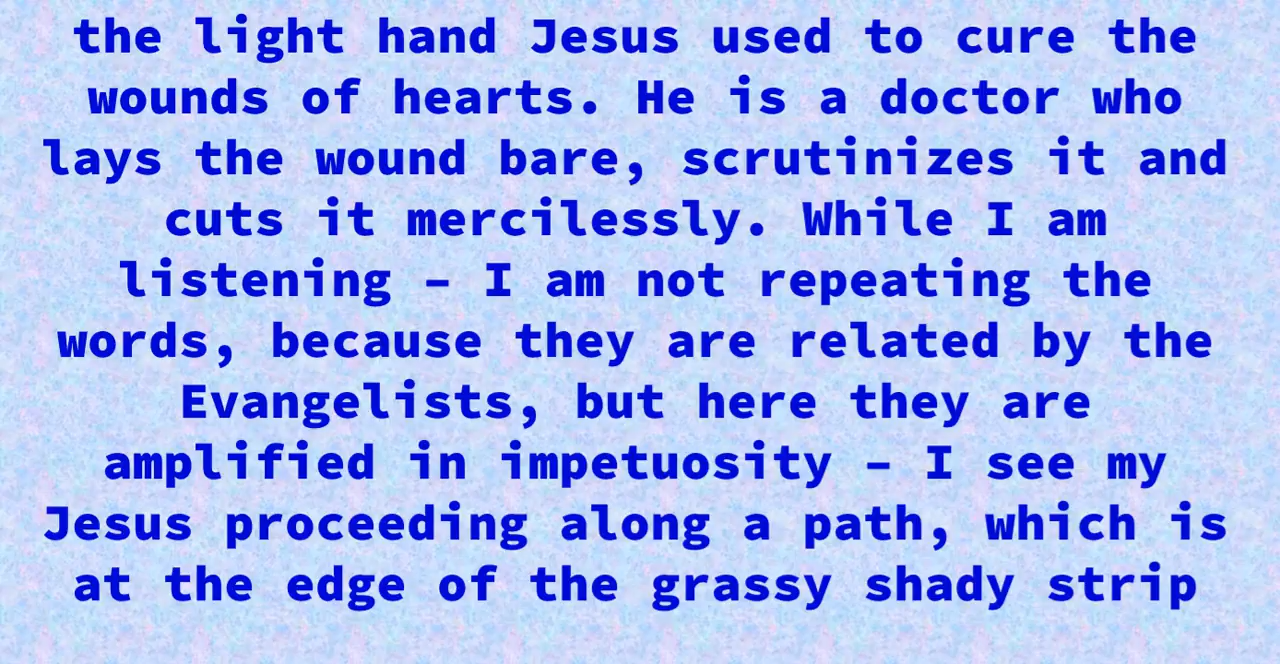 the light hand Jesus used to cure the
wounds of hearts. He is a doctor who
lays the wound bare, scrutinizes it and
cuts it mercilessly. While I am
listening – I am not repeating the
words, because they are related by the
Evangelists, but here they are
amplified in impetuosity – I see my
Jesus proceeding along a path, which is
at the edge of the grassy shady strip